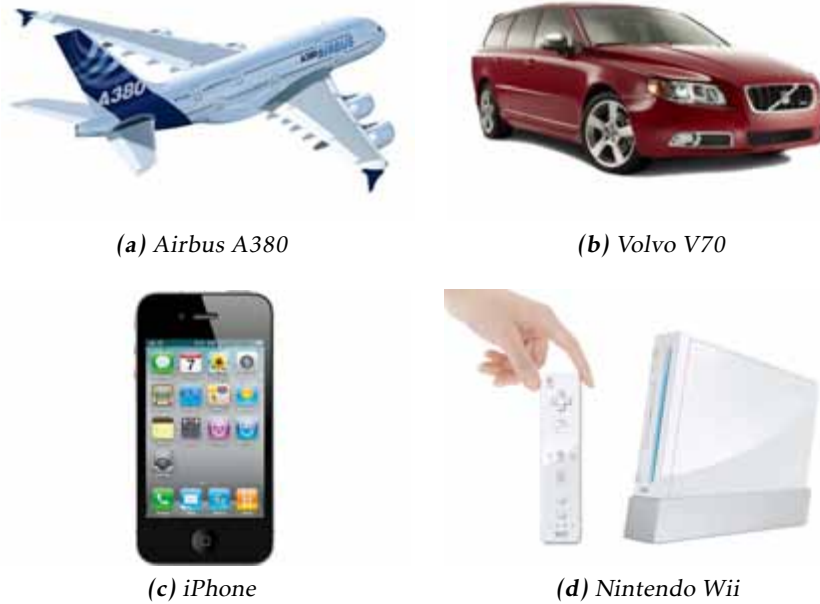 A380
AIRBUS
(a) Airbus A380
(b) Volvo V70
7
(c) iPhone
(d) Nintendo Wii